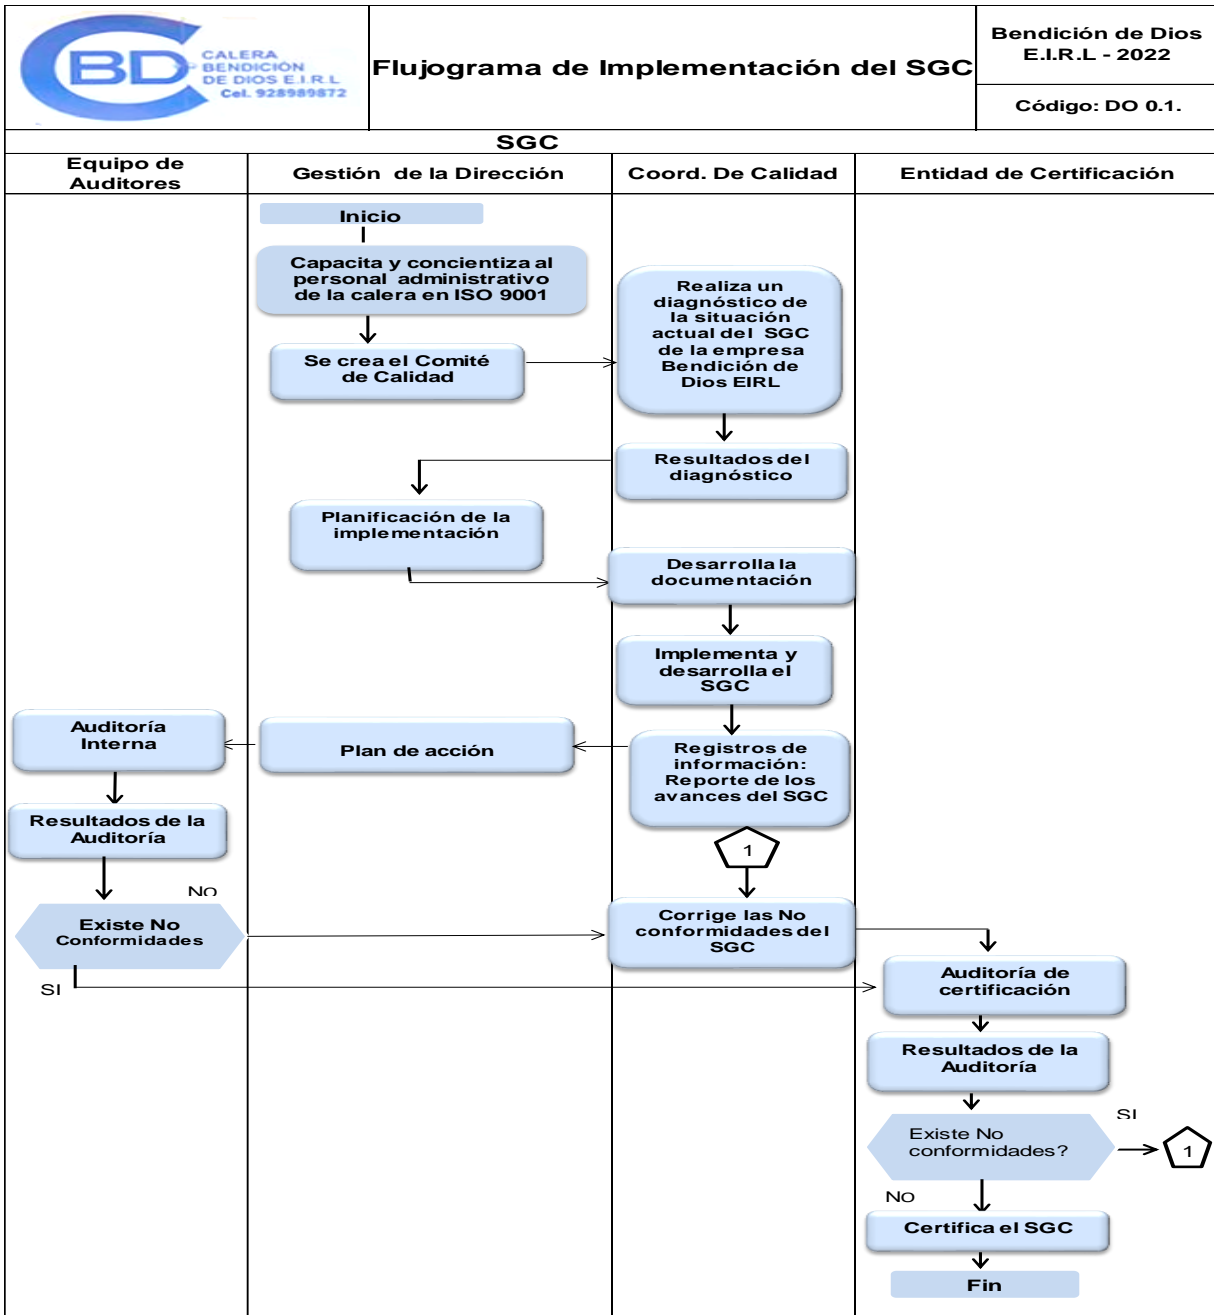 CBD
CALERA
BENDICIÓN
DE DIOS E.I.R.L
Cel. 928989872
Flujograma de Implementación del SGC
Bendición de Dios
E.I.R.L - 2022
Código: DO 0.1.
SGC
Equipo de
Auditores
Gestión de la Dirección
Coord. De Calidad
Entidad de Certificación
Inicio
Capacita y concientiza al
personal administrativo
de la calera en ISO 9001
Se crea el Comité
de Calidad
Realiza un
diagnóstico de
la situación
actual del SGC
de la empresa
Bendición de
Dios EIRL
Resultados del
diagnóstico
Planificación de la
implementación
Desarrolla la
documentación
Implementa y
desarrolla el
SGC
Registros de
información:
Reporte de los
avances del SGC
Plan de acción
Auditoría
Interna
Resultados de la
Auditoría
1
No
Existe No
Conformidades
SI
Corrige las No
conformidades del
SGC
Auditoría de
certificación
Resultados de la
Auditoría
Existe No
conformidades?
SI
1
No
Certifica el SGC
Fin